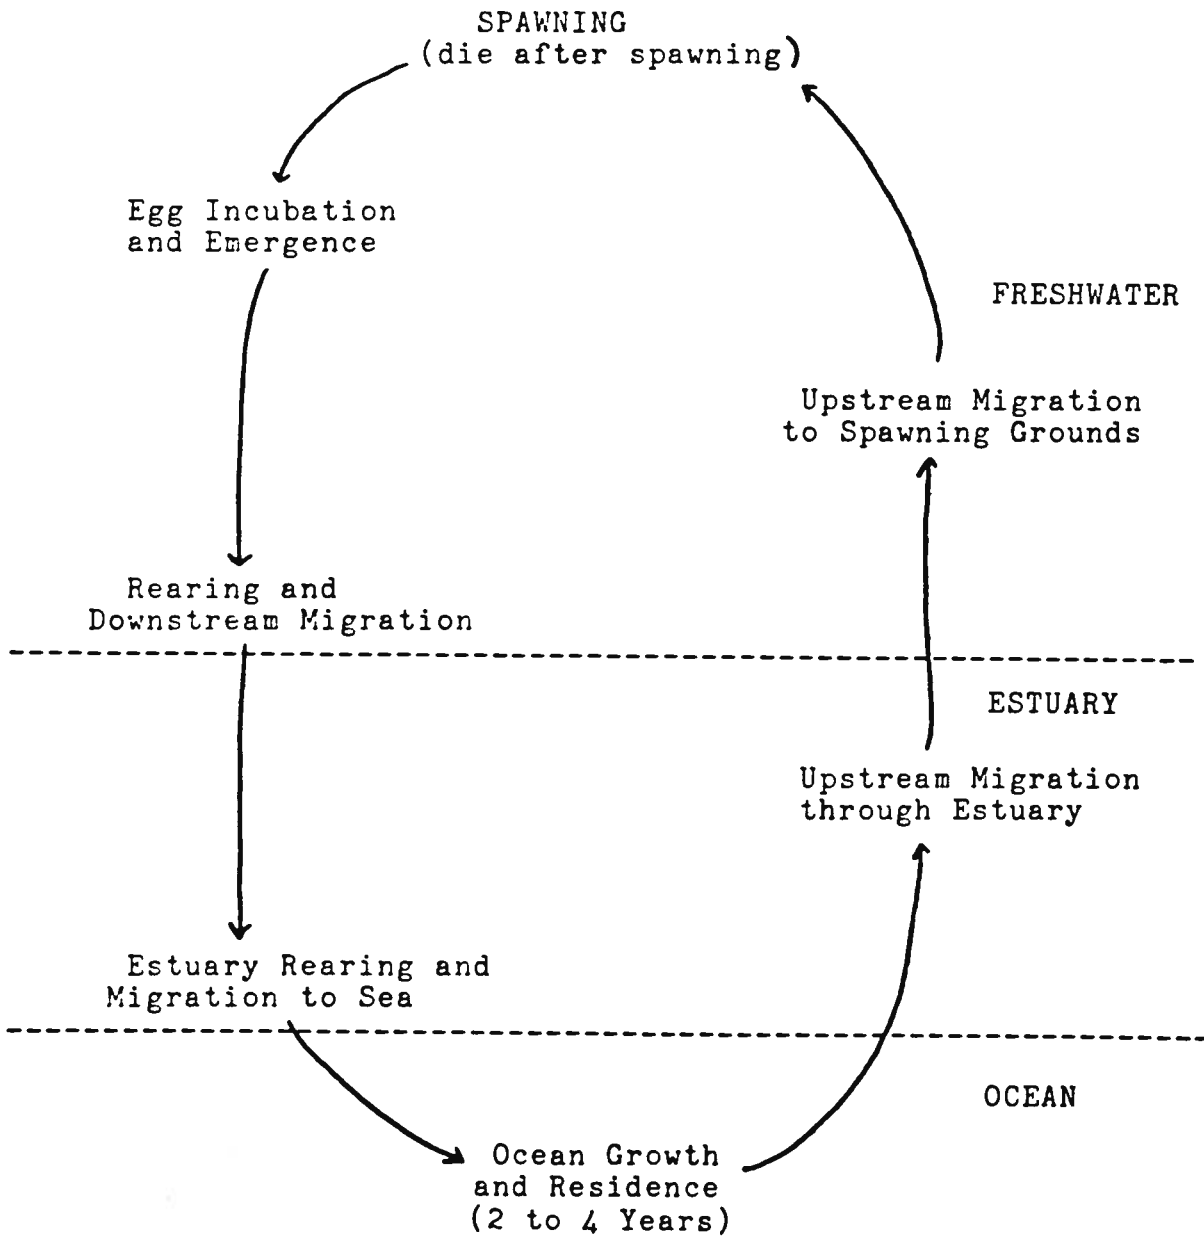 SPAWNING
(die after spawning)
Egg Incubation
and Emergence
FRESHWATER
Upstream Migration
to Spawning Grounds
Rearing and
Downstream Migration
ESTUARY
Upstream Migration
through Estuary
Estuary Rearing and
Migration to Sea
OCEAN
Ocean Growth
and Residence
(2 to 4 Years)